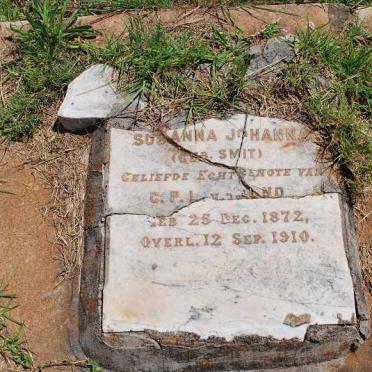 SUSANNA JOHANNA
(GEB. SMIT)
GELIEFDE ECHTGENOTE VAN
C.P.
GEB 25 DEC. 1872,
OVERL. 12 SEP. 1910.